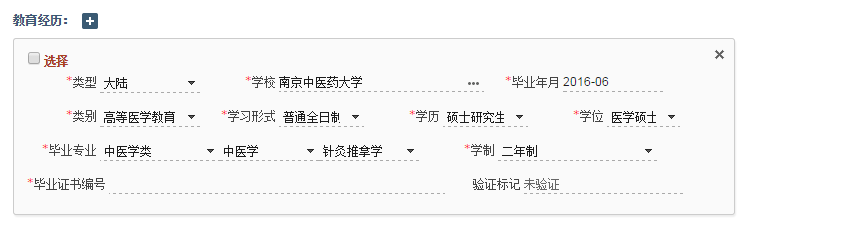 教育经历：
选择
*类型 大陆 *学校 南京中医药大学 *毕业年月 2016-06
*类别 高等医学教育 *学习形式 普通全日制 *学历 硕士研究生 *学位 医学硕士
*毕业专业 中医学类 中医学 针灸推拿学 *学制 二年制
*毕业证书编号 验证标记 未验证